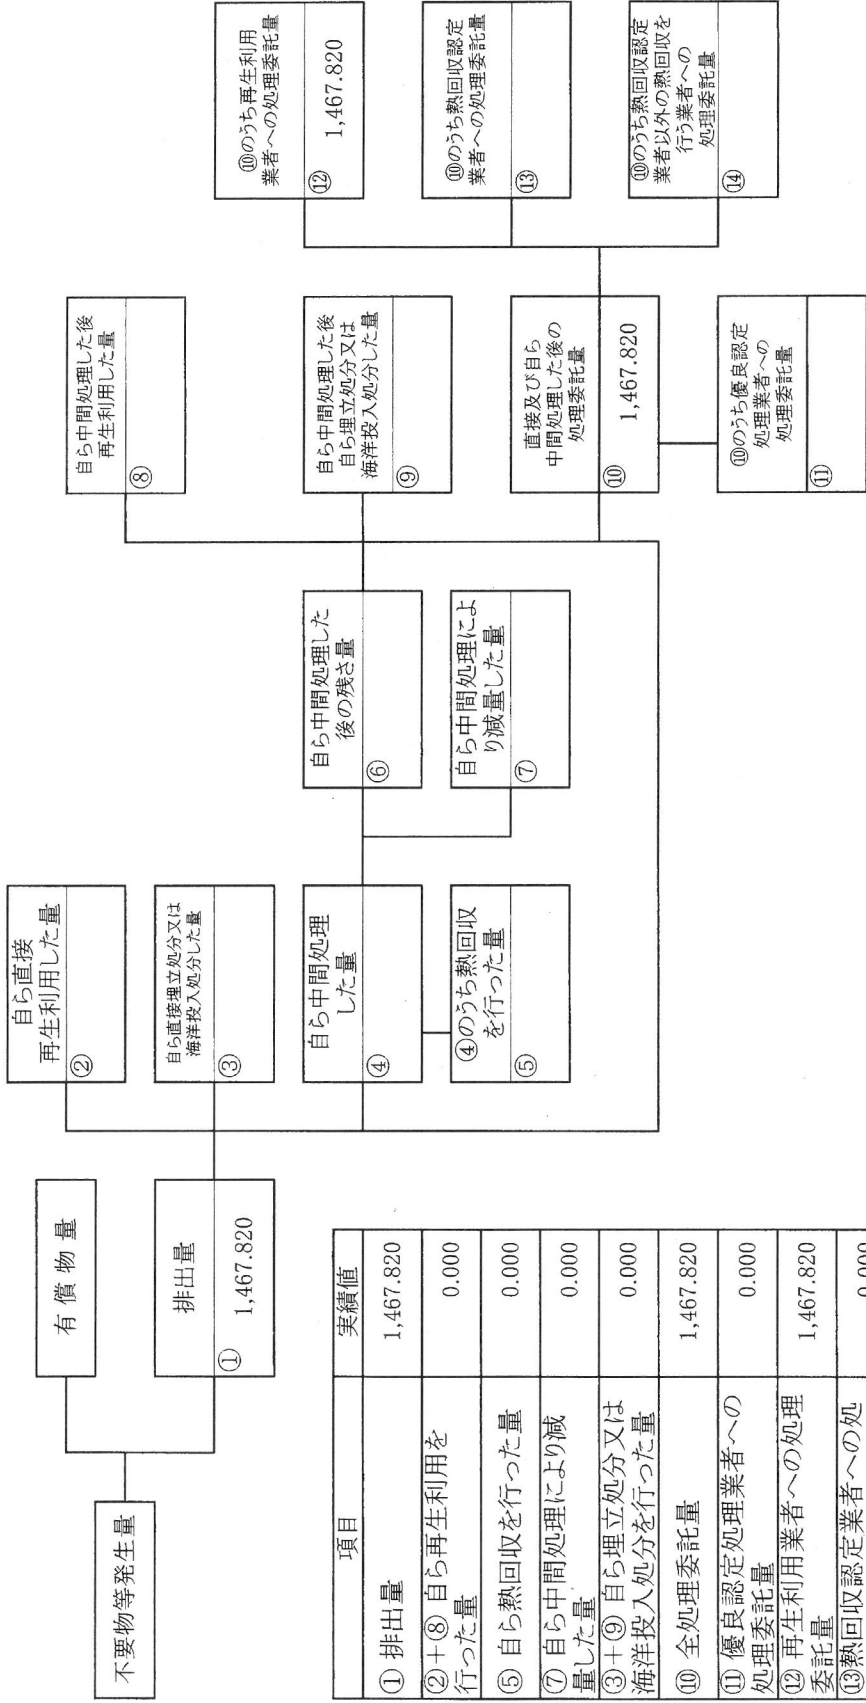 不要物等発生量
有 償 物 量
排出量
① 1,467.820
自ら直接
再生利用した量
②
自ら直接埋立処分又は
海洋投入処分した量
③
自ら中間処理
した量
④
④のうち熱回収
を行った量
⑤
自ら中間処理した
後の残さ量
⑥
自ら中間処理によ
り減量した量
⑦
自ら中間処理した後
再生利用した量
⑧
自ら中間処理した後
自ら埋立処分又は
海洋投入処分した量
⑨
直接及び自ら
中間処理した後の
処理委託量
⑩ 1,467.820
⑩のうち優良認定
処理業者への
処理委託量
⑪
⑩のうち再生利用
業者への処理委託量
⑫ 1,467.820
⑩のうち熱回収認定
業者への処理委託量
⑬
⑩のうち熱回収認定
業者以外の熱回収を
行う業者への
処理委託量
⑭
項目 実績値
① 排出量 1,467.820
②+⑧ 自ら再生利用を
行った量 0.000
⑤ 自ら熱回収を行った量 0.000
⑦ 自ら中間処理により減
量した量 0.000
③+⑨ 自ら埋立処分又は
海洋投入処分を行った量 0.000
⑩ 全処理委託量 1,467.820
⑪ 優良認定処理業者への
処理委託量 0.000
⑫ 再生利用業者への処理
委託量 1,467.820
⑬熱回収認定業者への処 0.000